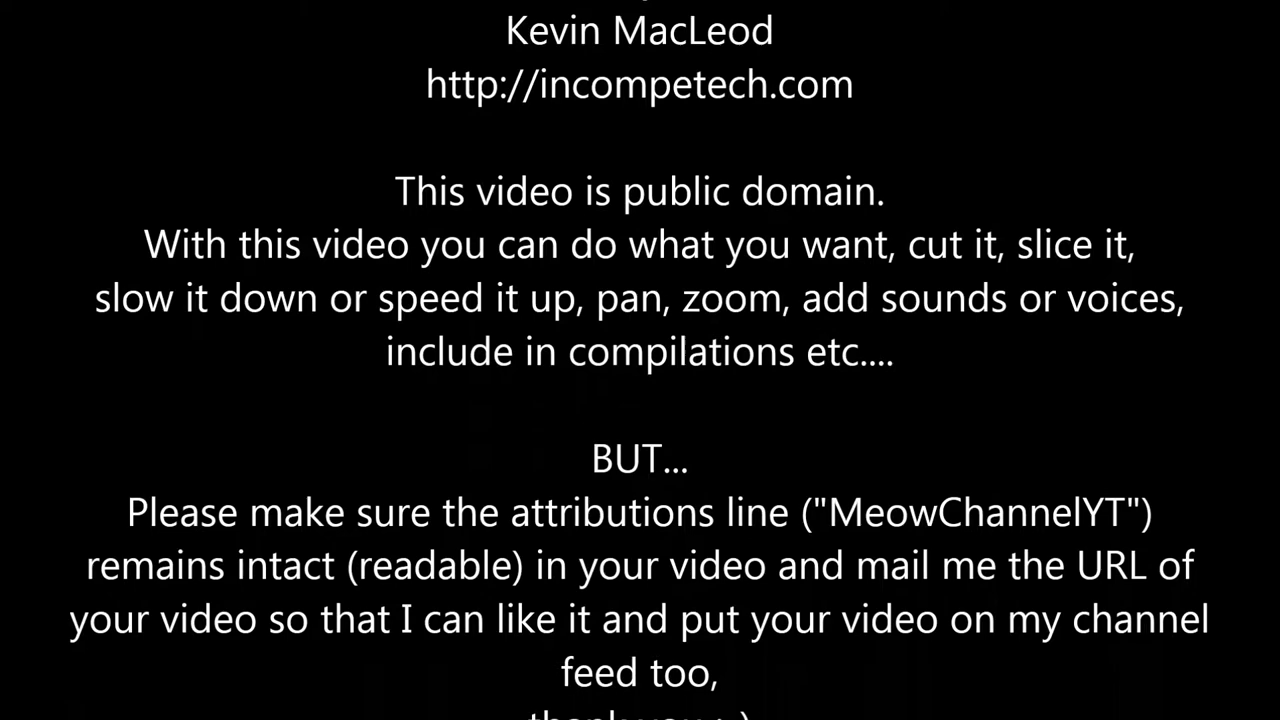 Kevin MacLeod
http://incompetech.com
This video is public domain.
With this video you can do what you want, cut it, slice it,
slow it down or speed it up, pan, zoom, add sounds or voices,
include in compilations etc....
BUT...
Please make sure the attributions line ("MeowChannelYT")
remains intact (readable) in your video and mail me the URL of
your video so that I can like it and put your video on my channel
feed too,